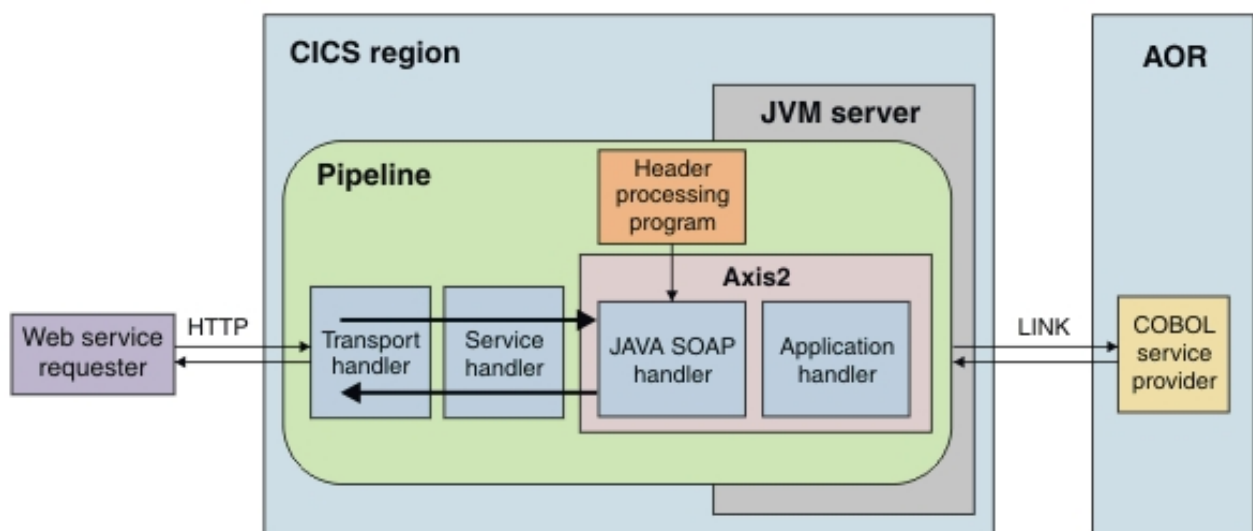 CICS region
AOR
JVM server
Pipeline
Header
processing
program
Axis2
Web service
requester
HTTP
Transport
handler
Service
handler
JAVA SOAP
handler
Application
handler
LINK
COBOL
service
provider